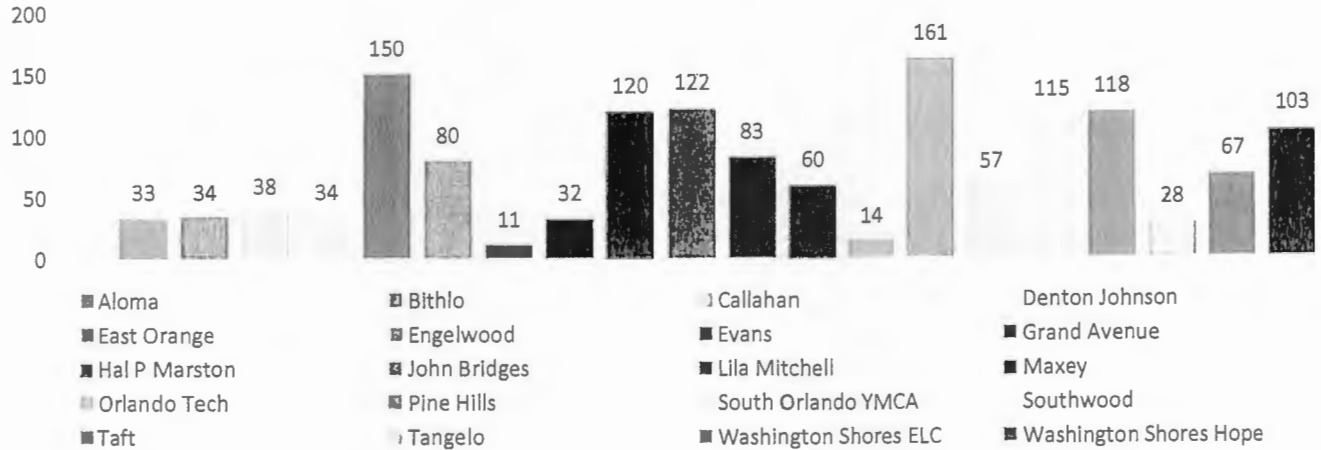 200
150
100
50
0
33 34 38 34 150 80 11 32 120 122 83 60 14 161 57 115 118 28 67 103
Aloma Bithlo Callahan Denton Johnson
East Orange Engelwood Evans Grand Avenue
Hal P Marston John Bridges Lila Mitchell Maxey
Orlando Tech Pine Hills South Orlando YMCA Southwood
Taft Tangelo Washington Shores ELC Washington Shores Hope